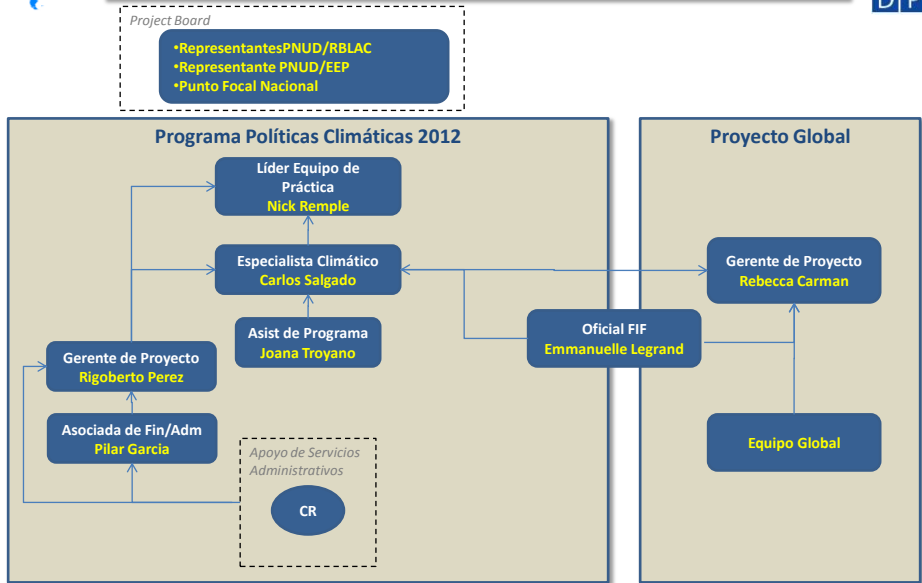 D P
Project Board
•RepresentantesPNUD/RBLAC
•Representante PNUD/EEP
•Punto Focal Nacional
Programa Políticas Climáticas 2012
Proyecto Global
Líder Equipo de
Práctica
Nick Remple
Especialista Climático
Carlos Salgado
Gerente de Proyecto
Rebecca Carman
Asist de Programa
Joana Troyano
Oficial FIF
Emmanuelle Legrand
Gerente de Proyecto
Rigoberto Perez
Asociada de Fin/Adm
Pilar Garcia
Equipo Global
Apoyo de Servicios
Administrativos
CR